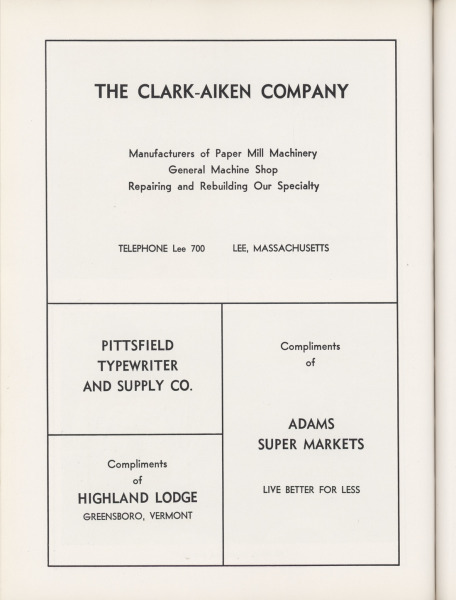 THE CLARK-AIKEN COMPANY
Manufacturers of Paper Mill Machinery
General Machine Shop
Repairing and Rebuilding Our Specialty
TELEPHONE Lee 700 LEE, MASSACHUSETTS
PITTSFIELD
TYPEWRITER
AND SUPPLY CO.
Compliments
of
HIGHLAND LODGE
GREENSBORO, VERMONT
Compliments
of
ADAMS
SUPER MARKETS
LIVE BETTER FOR LESS